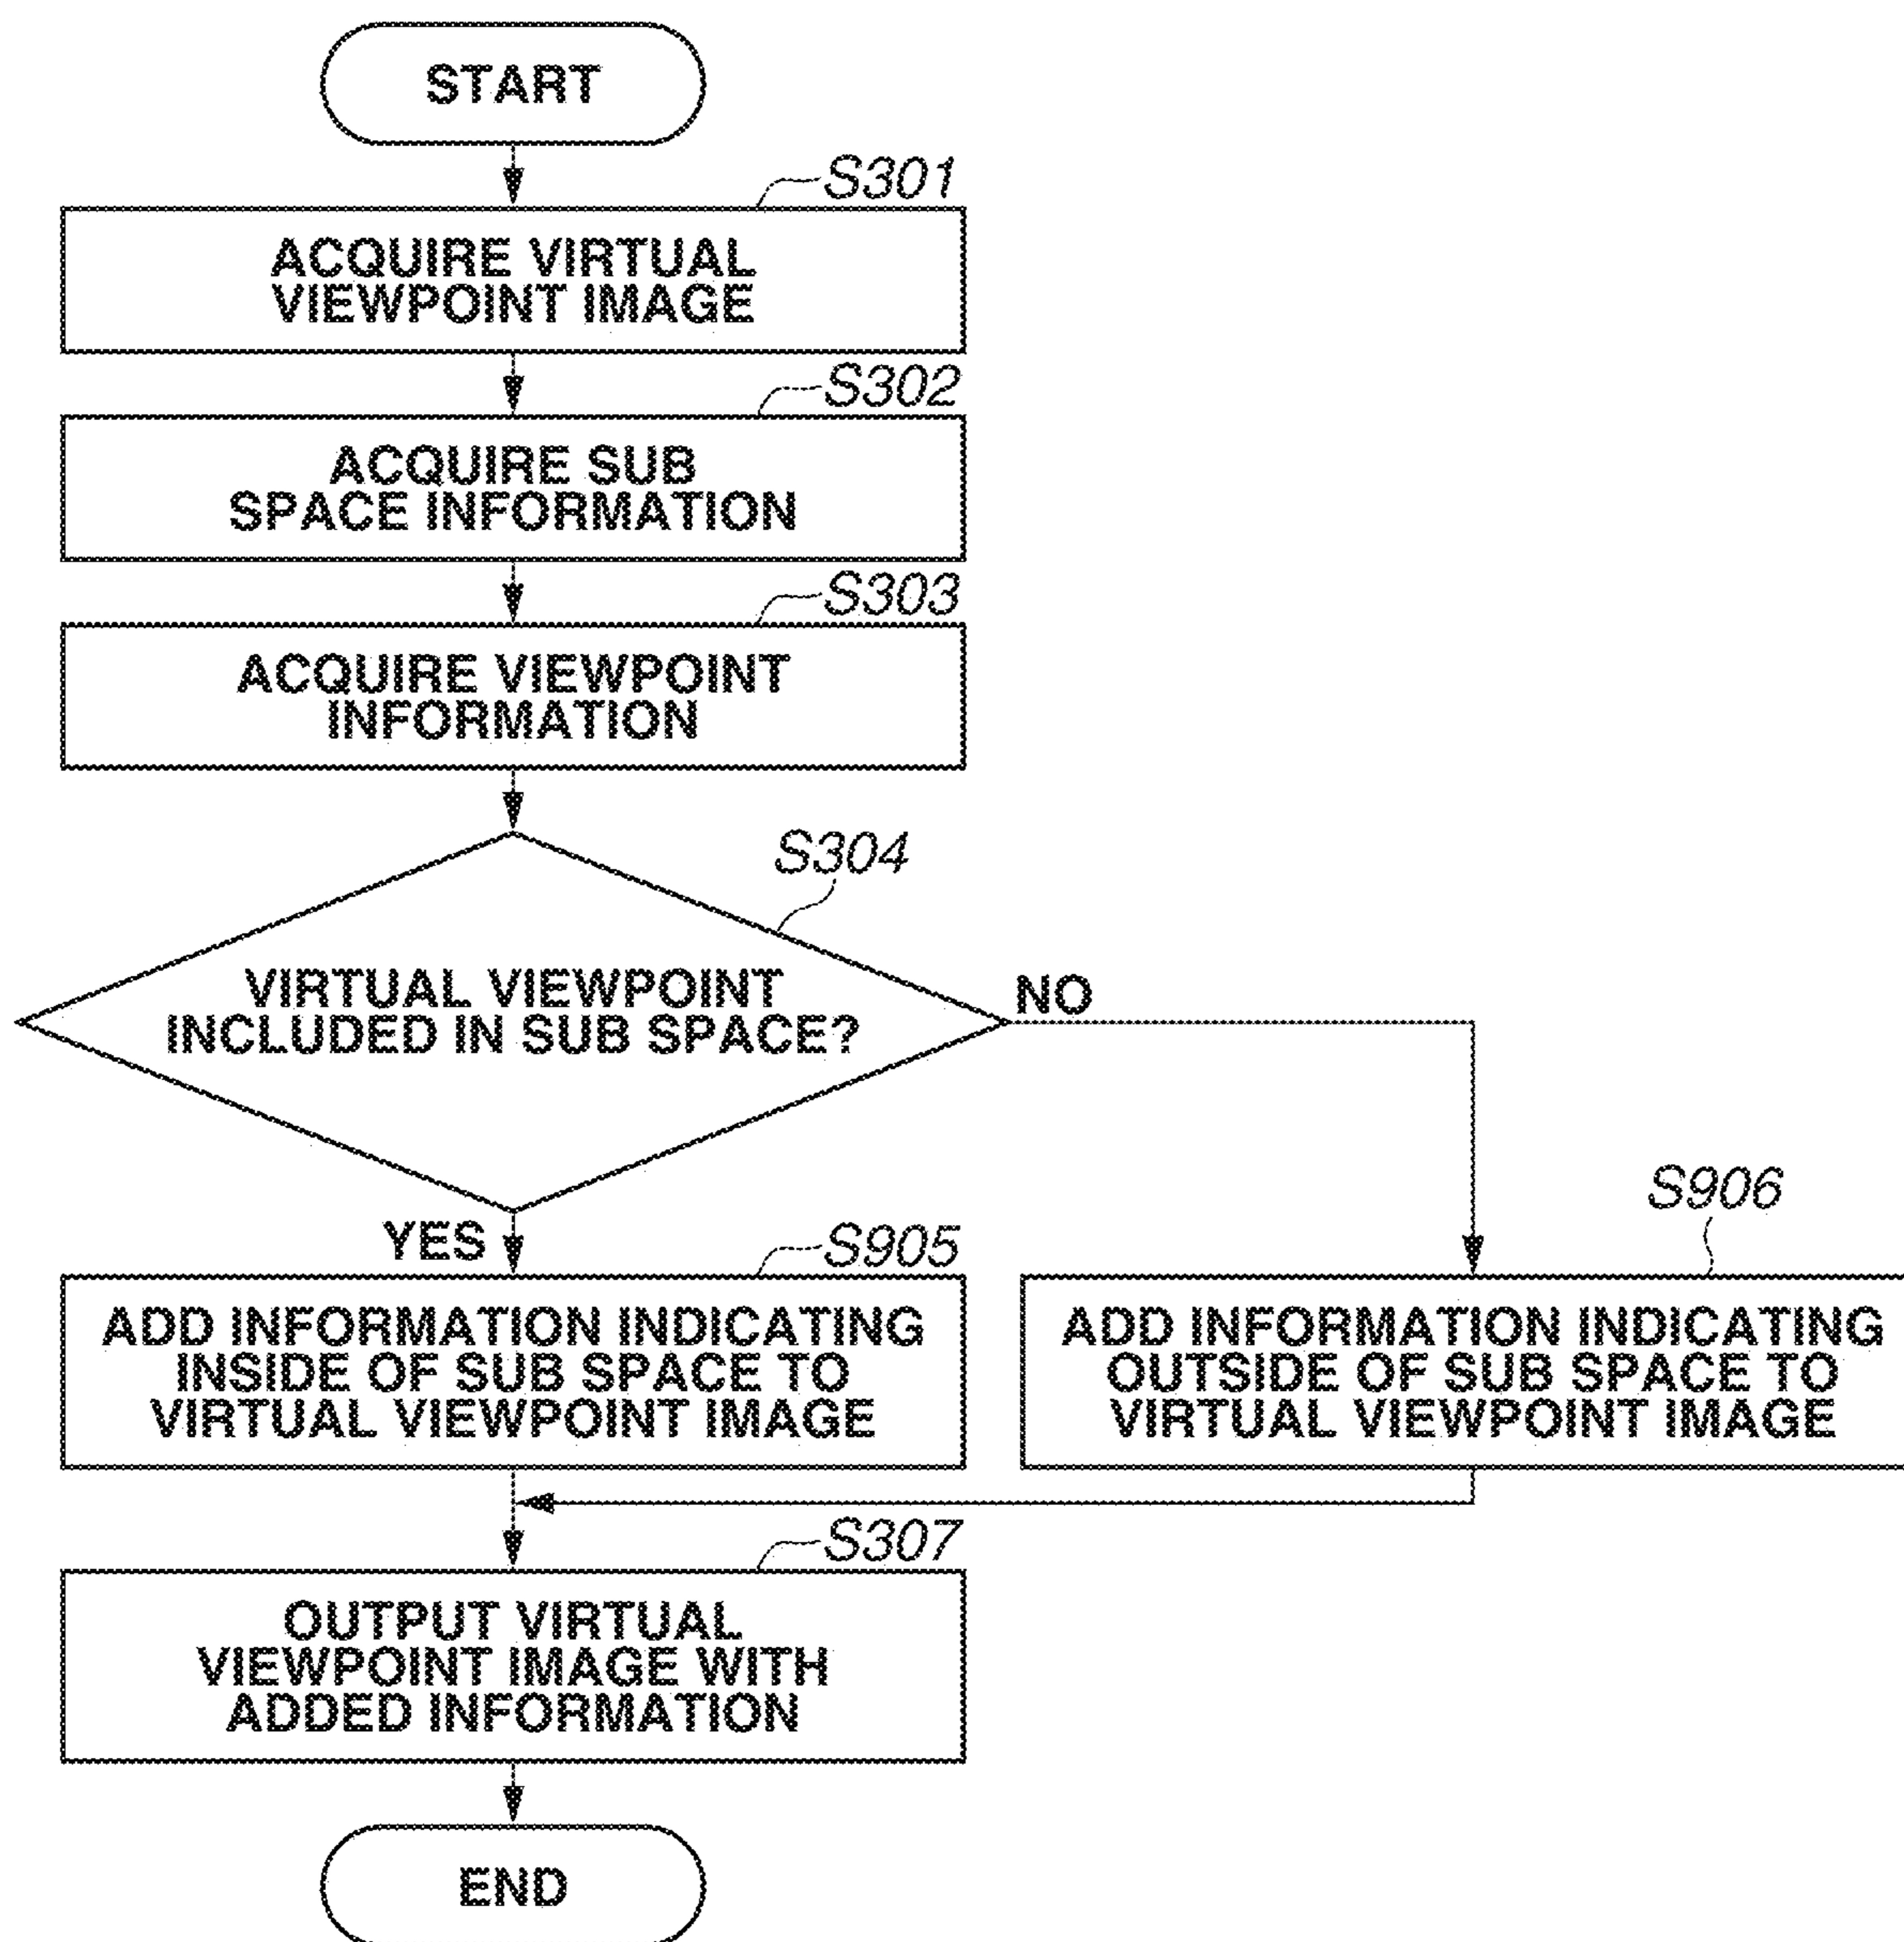 START
S301
ACQUIRE VIRTUAL
VIEWPOINT IMAGE
S302
ACQUIRE SUB
SPACE INFORMATION
S303
ACQUIRE VIEWPOINT
INFORMATION
S304
VIRTUAL VIEWPOINT
INCLUDED IN SUB SPACE?
NO
YES
S905
ADD INFORMATION INDICATING
INSIDE OF SUB SPACE TO
VIRTUAL VIEWPOINT IMAGE
S906
ADD INFORMATION INDICATING
OUTSIDE OF SUB SPACE TO
VIRTUAL VIEWPOINT IMAGE
S307
OUTPUT VIRTUAL
VIEWPOINT IMAGE WITH
ADDED INFORMATION
END